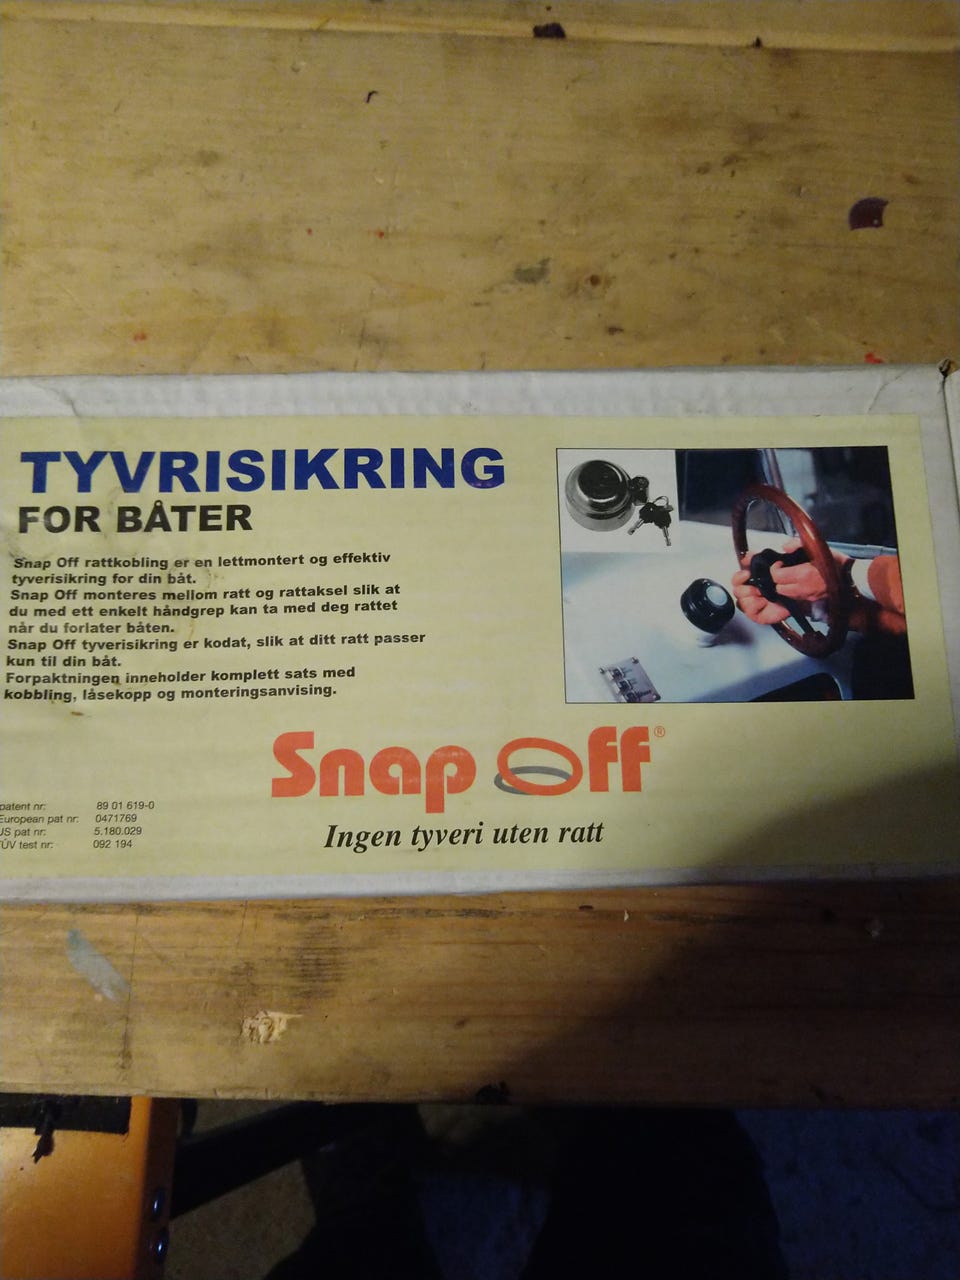 TYVRISIKRING
FOR BÅTER
Snap Off rattkobling er en lettmontert og effektiv
tyverisikring for din båt.
Snap Off monteres mellom ratt og rattaksel slik at
du med ett enkelt håndgrep kan ta med deg rattet
når du forlater båten.
Snap Off tyverisikring er kodat, slik at ditt ratt passer
kun til din båt.
Forpaktningen inneholder komplett sats med
kobbling, låsekopp og monteringsanvising.
Snap Off®
Ingen tyveri uten ratt
patent nr: 89 01 619-0
European pat nr: 0471769
US pat nr: 5.180.029
TÜV test nr: 092 194